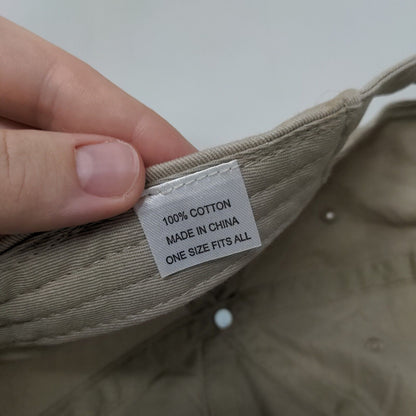 100% COTTON
MADE IN CHINA
ONE SIZE FITS ALL